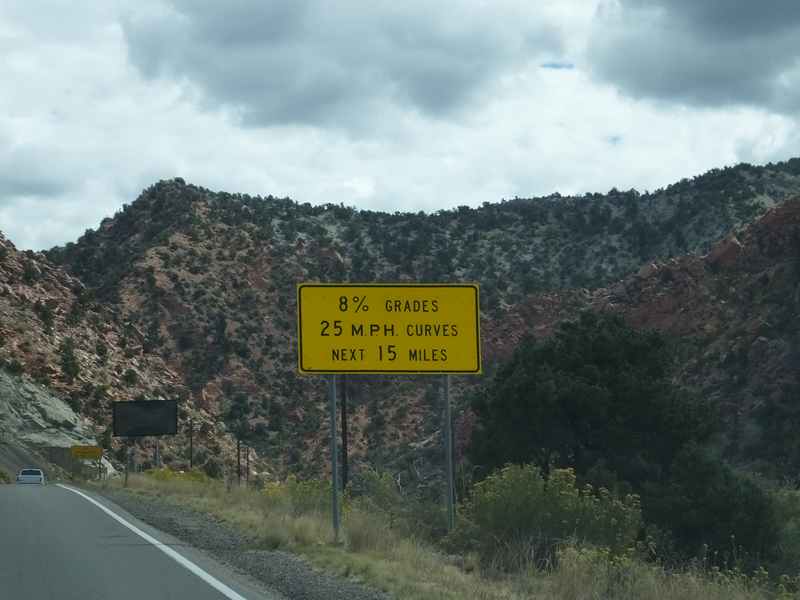 8% GRADES
25 M.P.H. CURVES
NEXT 15 MILES